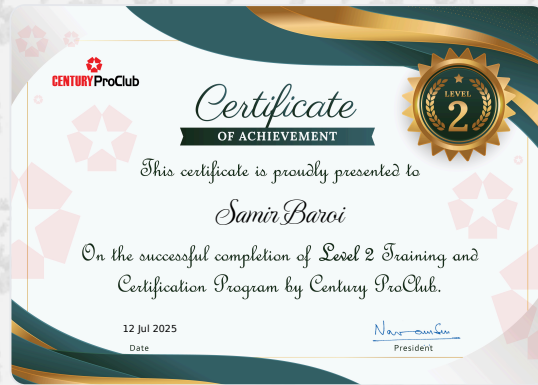 CENTURY ProClub
Certificate
OF ACHIEVEMENT
LEVEL
2
This certificate is proudly presented to
Samir Baroi
On the successful completion of Level 2 Training and
Certification Program by Century ProClub.
12 Jul 2025
Date
President